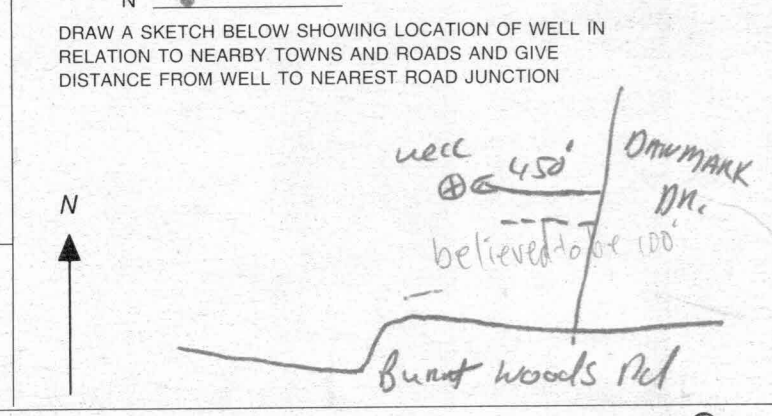 N
DRAW A SKETCH BELOW SHOWING LOCATION OF WELL IN
RELATION TO NEARBY TOWNS AND ROADS AND GIVE
DISTANCE FROM WELL TO NEAREST ROAD JUNCTION
well 450'
DANMARK
DR.
N
believed to be 100'
Burnt Woods Rd